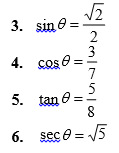 3. sin θ = √2/2
4. cos θ = 3/7
5. tan θ = 5/8
6. sec θ = √5